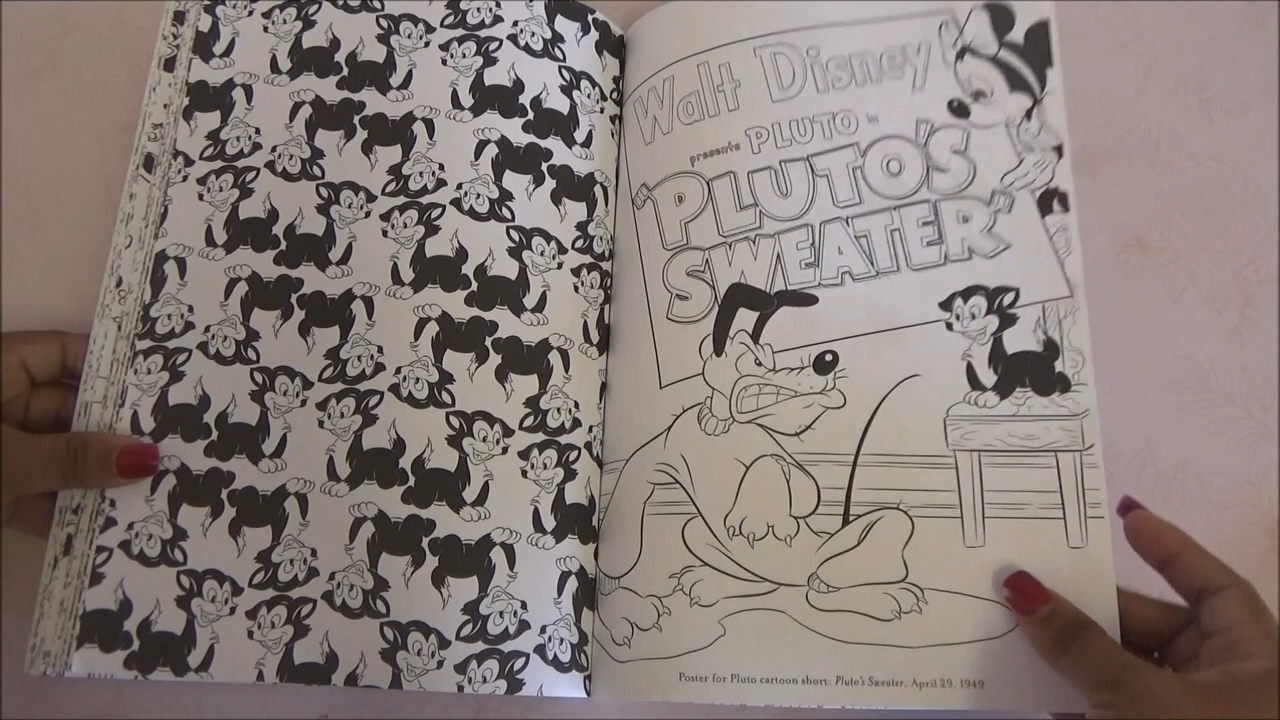 Walt Disney
presents PLUTO in
"PLUTO'S
SWEATER"
Poster for Pluto cartoon short: Pluto's Sweater, April 29, 1949